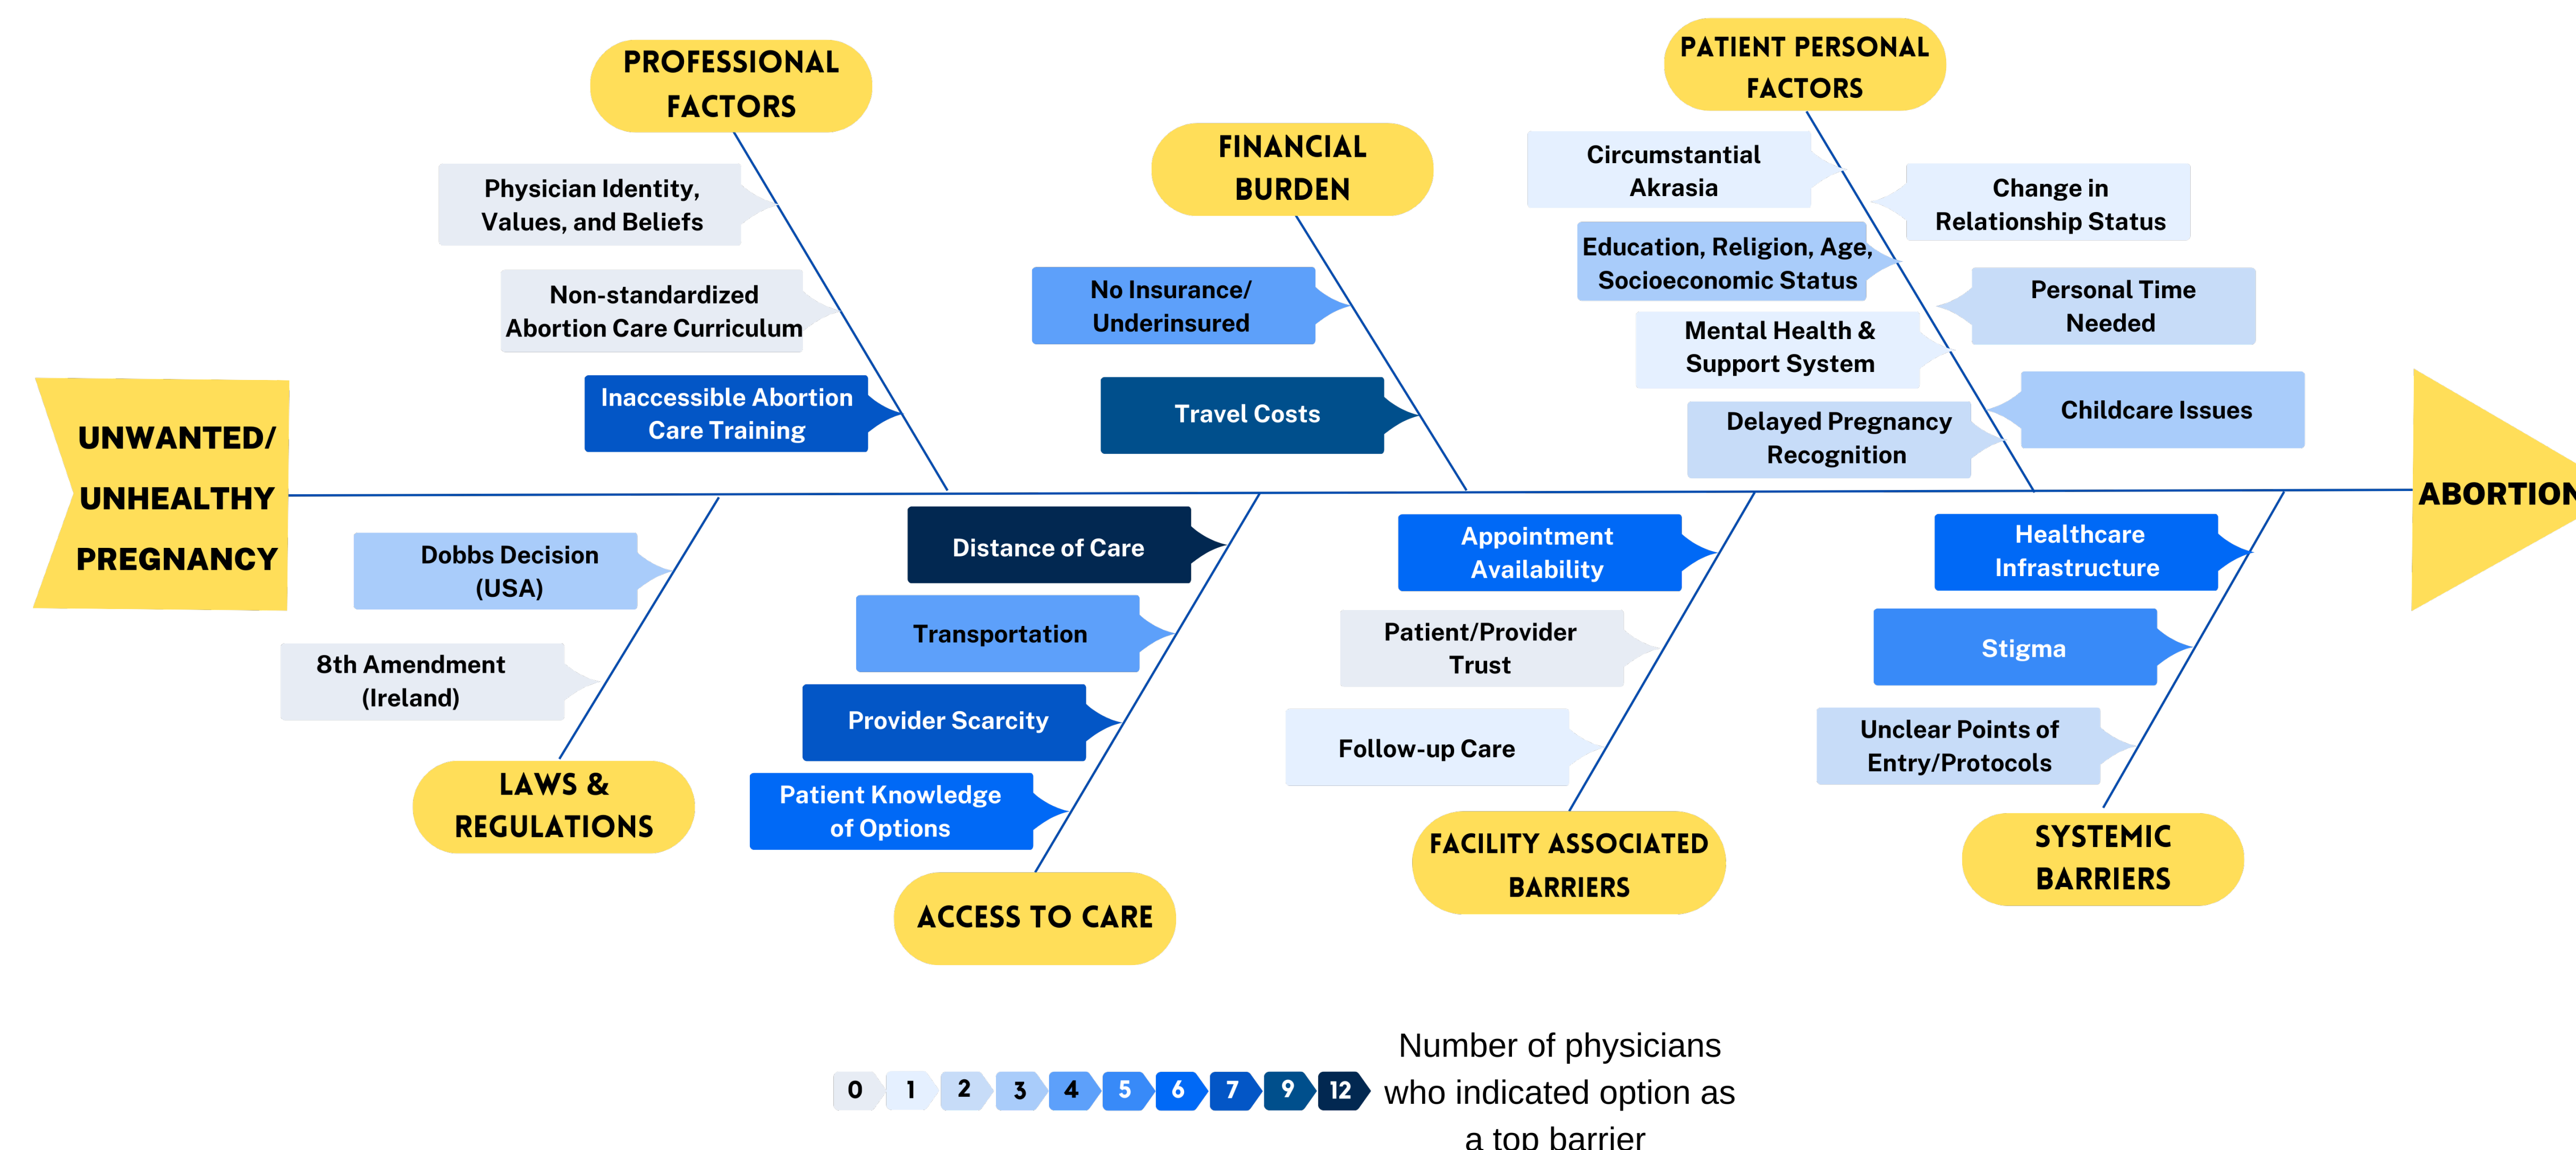 PROFESSIONAL
FACTORS
Physician Identity,
Values, and Beliefs
Non-standardized
Abortion Care Curriculum
Inaccessible Abortion
Care Training
FINANCIAL
BURDEN
No Insurance/
Underinsured
Travel Costs
PATIENT PERSONAL
FACTORS
Circumstantial
Akrasia
Change in
Relationship Status
Education, Religion, Age,
Socioeconomic Status
Personal Time
Needed
Mental Health &
Support System
Childcare Issues
Delayed Pregnancy
Recognition
UNWANTED/
UNHEALTHY
PREGNANCY
ABORTION
Dobbs Decision
(USA)
8th Amendment
(Ireland)
LAWS &
REGULATIONS
Distance of Care
Transportation
Provider Scarcity
Patient Knowledge
of Options
ACCESS TO CARE
Appointment
Availability
Patient/Provider
Trust
Follow-up Care
FACILITY ASSOCIATED
BARRIERS
Healthcare
Infrastructure
Stigma
Unclear Points of
Entry/Protocols
SYSTEMIC
BARRIERS
0 1 2 3 4 5 6 7 9 12
Number of physicians
who indicated option as
a top barrier